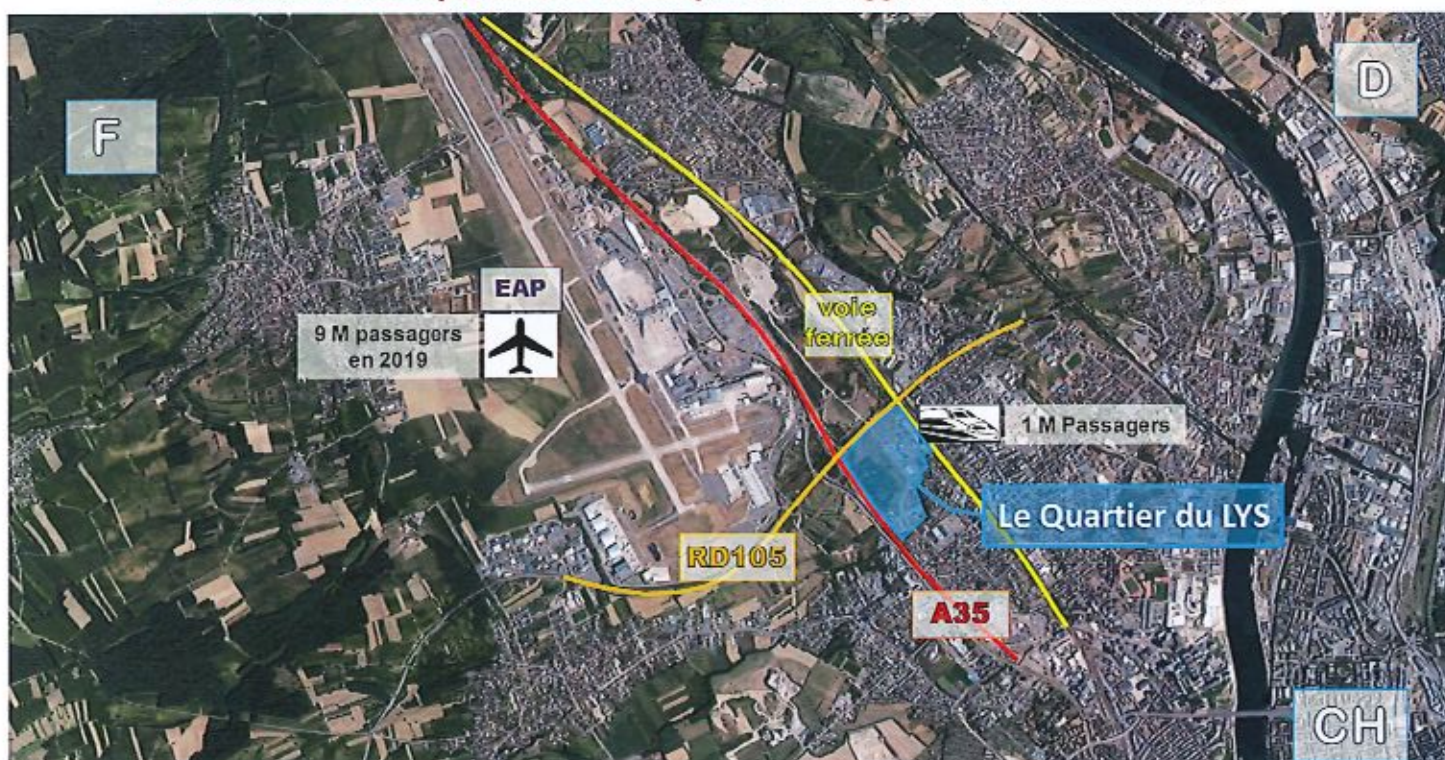 F
D
EAP
9 M passagers
en 2019
voie
ferrée
1 M Passagers
Le Quartier du LYS
RD105
A35
CH